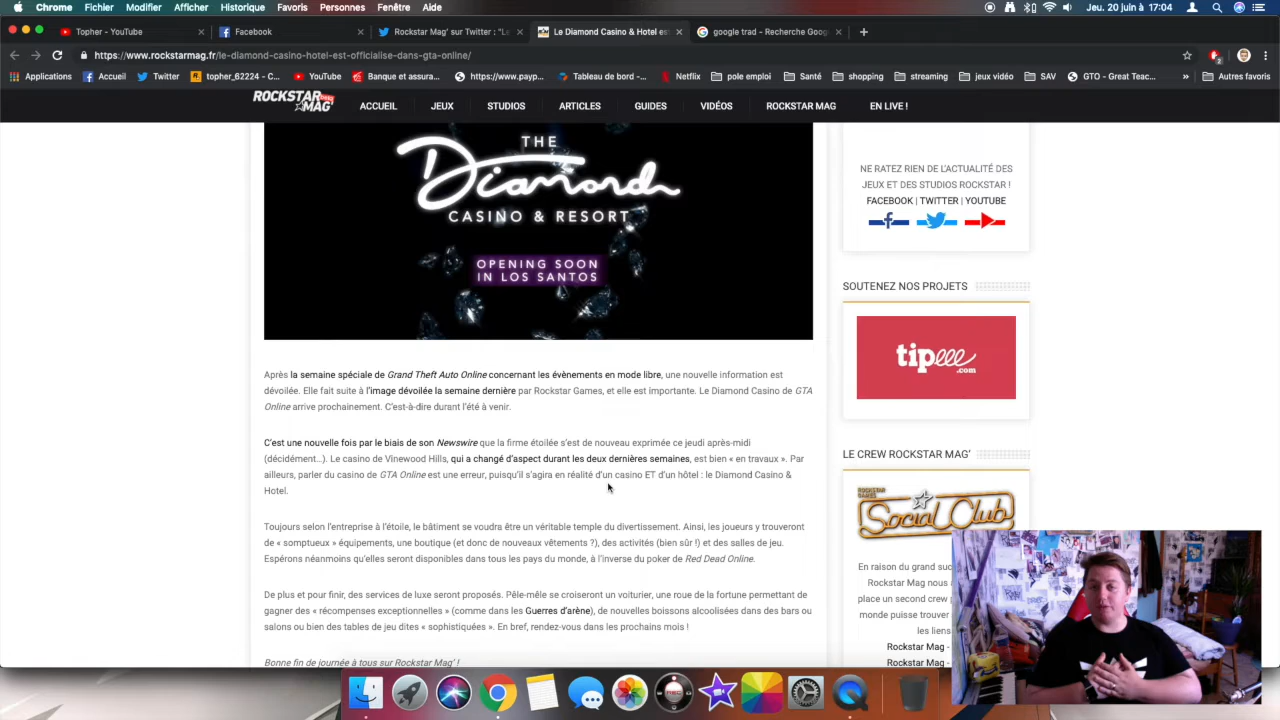 Chrome Fichier Édition Afficher Historique Favoris Personnes Fenêtre Aide Jeu. 20 juin à 17:04
Topher - YouTube × Facebook × Rockstar Mag' sur Twitter : "Le × Le Diamond Casino & Hotel es × google trad - Recherche Goog × +
https://www.rockstarmag.fr/le-diamond-casino-hotel-est-officialise-dans-gta-online/
Applications Accueil Twitter topher_62224 - C... YouTube Banque et assura... https://www.payp... Tableau de bord -... Netflix pole emploi Santé shopping streaming jeux vidéo SAV GTO - Great Teac... » Autres favoris
ROCKSTAR MAG ACCUEIL JEUX STUDIOS ARTICLES GUIDES VIDÉOS ROCKSTAR MAG EN LIVE !
THE
Diamond
CASINO & RESORT
OPENING SOON
IN LOS SANTOS
Après la semaine spéciale de Grand Theft Auto Online concernant les évènements en mode libre, une nouvelle information est
dévoilée. Elle fait suite à l'image dévoilée la semaine dernière par Rockstar Games, et elle est importante. Le Diamond Casino de GTA
Online arrive prochainement. C'est-à-dire durant l'été à venir.
C'est une nouvelle fois par le biais de son Newswire que la firme étoilée s'est de nouveau exprimée ce jeudi après-midi
(décidément...). Le casino de Vinewood Hills, qui a changé d'aspect durant les deux dernières semaines, est bien « en travaux ». Par
ailleurs, parler du casino de GTA Online est une erreur, puisqu'il s'agira en réalité d'un casino ET d'un hôtel : le Diamond Casino &
Hotel.
Toujours selon l'entreprise à l'étoile, le bâtiment se voudra être un véritable temple du divertissement. Ainsi, les joueurs y trouveront
de « somptueux » équipements, une boutique (et donc de nouveaux vêtements ?), des activités (bien sûr !) et des salles de jeu.
Espérons néanmoins qu'elles seront disponibles dans tous les pays du monde, à l'inverse du poker de Red Dead Online.
De plus et pour finir, des services de luxe seront proposés. Pêle-mêle se croiseront un voiturier, une roue de la fortune permettant de
gagner des « récompenses exceptionnelles » (comme dans les Guerres d'arène), de nouvelles boissons alcoolisées dans des bars ou
salons ou bien des tables de jeu dites « sophistiquées ». En bref, rendez-vous dans les prochains mois !
Bonne fin de journée à tous sur Rockstar Mag' !
NE RATEZ RIEN DE L'ACTUALITÉ DES
JEUX ET DES STUDIOS ROCKSTAR !
FACEBOOK | TWITTER | YOUTUBE
SOUTENEZ NOS PROJETS
tipeee
.com
LE CREW ROCKSTAR MAG'
ROCKSTAR
GAMES
Social Club
En raison du grand suc
Rockstar Mag nous a
place un second crew p
monde puisse trouver
les liens
Rockstar Mag -
Rockstar Mag -